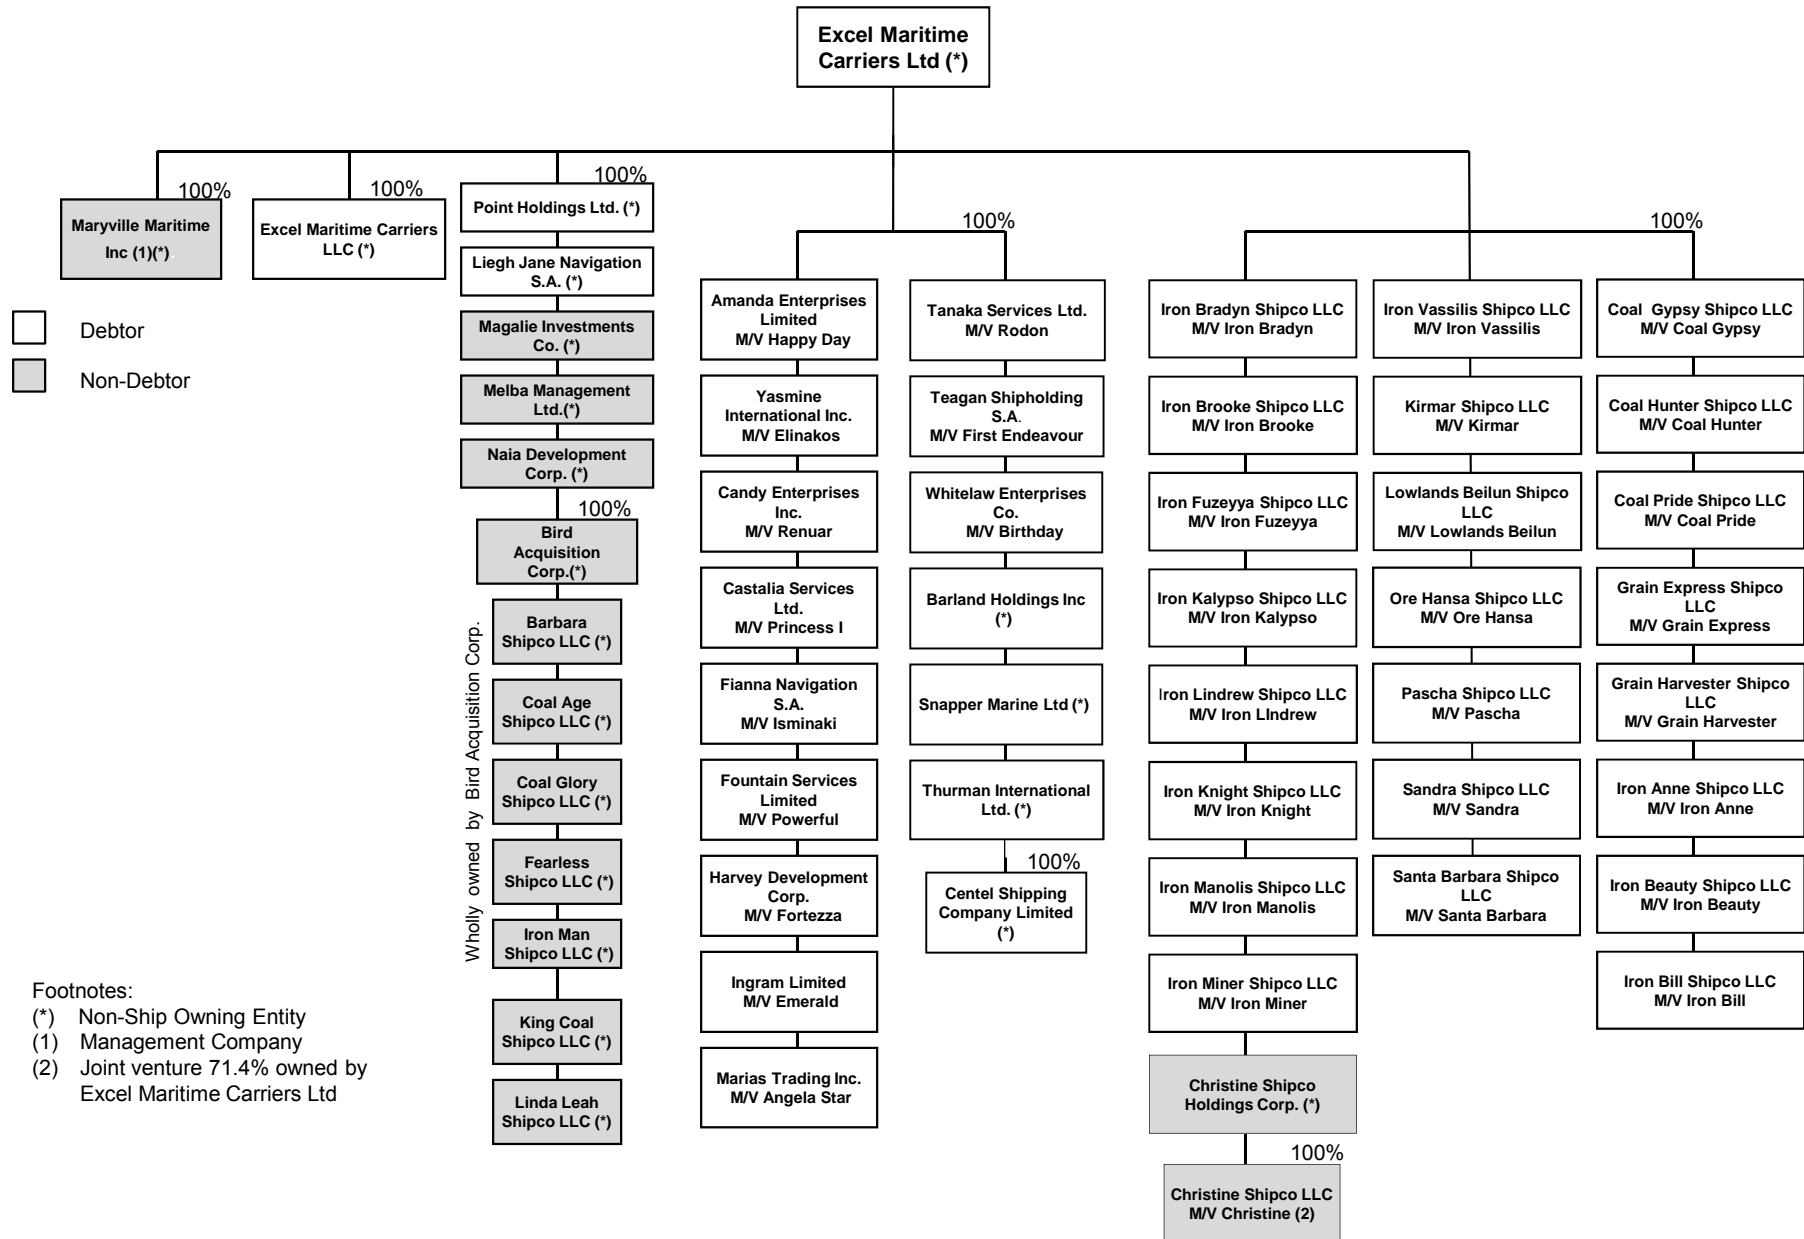 Excel Maritime
Carriers Ltd (*)
100%
Maryville Maritime
Inc (1)(*)
100%
Excel Maritime Carriers
LLC (*)
100%
Point Holdings Ltd. (*)
Liegh Jane Navigation
S.A. (*)
Magalie Investments
Co. (*)
Melba Management
Ltd.(*)
Naia Development
Corp. (*)
100%
Bird
Acquisition
Corp.(*)
Wholly owned by Bird Acquisition Corp.
Barbara
Shipco LLC (*)
Coal Age
Shipco LLC (*)
Coal Glory
Shipco LLC (*)
Fearless
Shipco LLC (*)
Iron Man
Shipco LLC (*)
King Coal
Shipco LLC (*)
Linda Leah
Shipco LLC (*)
100%
Amanda Enterprises
Limited
M/V Happy Day
Yasmine
International Inc.
M/V Elinakos
Candy Enterprises
Inc.
M/V Renuar
Castalia Services
Ltd.
M/V Princess I
Fianna Navigation
S.A.
M/V Isminaki
Fountain Services
Limited
M/V Powerful
Harvey Development
Corp.
M/V Fortezza
Ingram Limited
M/V Emerald
Marias Trading Inc.
M/V Angela Star
Tanaka Services Ltd.
M/V Rodon
Teagan Shipholding
S.A.
M/V First Endeavour
Whitelaw Enterprises
Co.
M/V Birthday
Barland Holdings Inc
(*)
Snapper Marine Ltd (*)
Thurman International
Ltd. (*)
100%
Centel Shipping
Company Limited
(*)
100%
Iron Bradyn Shipco LLC
M/V Iron Bradyn
Iron Brooke Shipco LLC
M/V Iron Brooke
Iron Fuzeyya Shipco LLC
M/V Iron Fuzeyya
Iron Kalypso Shipco LLC
M/V Iron Kalypso
Iron Lindrew Shipco LLC
M/V Iron LIndrew
Iron Knight Shipco LLC
M/V Iron Knight
Iron Manolis Shipco LLC
M/V Iron Manolis
Iron Miner Shipco LLC
M/V Iron Miner
Christine Shipco
Holdings Corp. (*)
100%
Christine Shipco LLC
M/V Christine (2)
Iron Vassilis Shipco LLC
M/V Iron Vassilis
Kirmar Shipco LLC
M/V Kirmar
Lowlands Beilun Shipco
LLC
M/V Lowlands Beilun
Ore Hansa Shipco LLC
M/V Ore Hansa
Pascha Shipco LLC
M/V Pascha
Sandra Shipco LLC
M/V Sandra
Santa Barbara Shipco
LLC
M/V Santa Barbara
Coal Gypsy Shipco LLC
M/V Coal Gypsy
Coal Hunter Shipco LLC
M/V Coal Hunter
Coal Pride Shipco LLC
M/V Coal Pride
Grain Express Shipco
LLC
M/V Grain Express
Grain Harvester Shipco
LLC
M/V Grain Harvester
Iron Anne Shipco LLC
M/V Iron Anne
Iron Beauty Shipco LLC
M/V Iron Beauty
Iron Bill Shipco LLC
M/V Iron Bill
Debtor
Non-Debtor
Footnotes:
(*) Non-Ship Owning Entity
(1) Management Company
(2) Joint venture 71.4% owned by
Excel Maritime Carriers Ltd